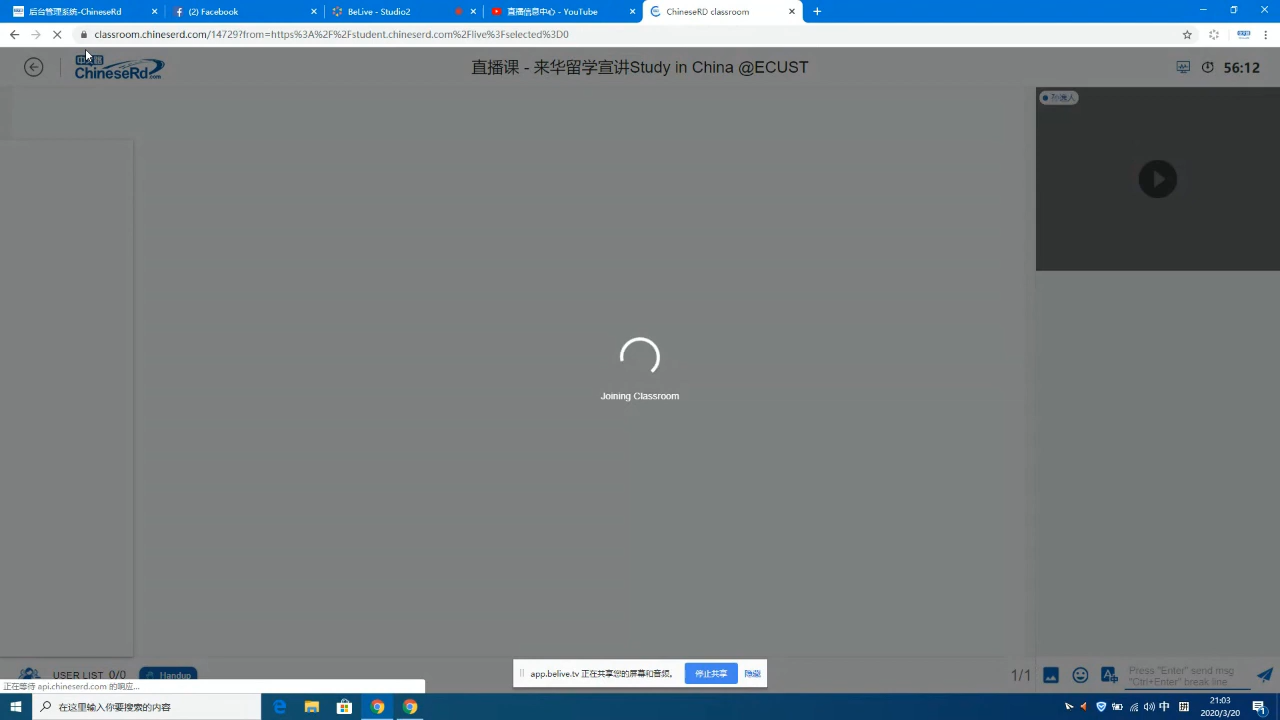 后台管理系统-ChineseRd
(2) Facebook
BeLive - Studio2
直播信息中心 - YouTube
ChineseRD classroom
classroom.chineserd.com/14729?from=https%3A%2F%2Fstudent.chineserd.com%2Flive%3Fselected%3D0
ChineseRd.com
直播课 - 来华留学宣讲Study in China @ECUST
56:12
Joining Classroom
USER LIST 0/0
Handup
1/1
Press "Enter" send msg
"Ctrl+Enter" break line
app.belive.tv 正在共享您的屏幕和音频。
停止共享
隐藏
正在等待 api.chineserd.com 的响应...
在这里输入你要搜索的内容
中
拼
21:03
2020/3/20